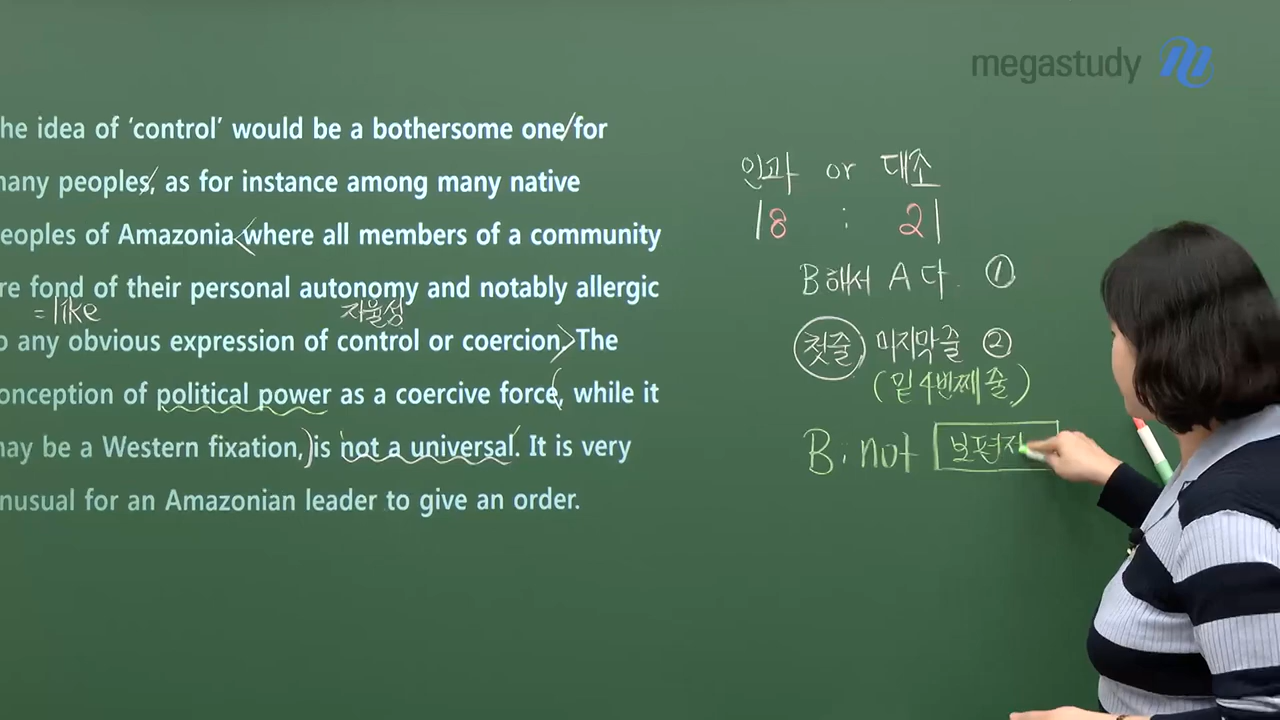 megastudy
he idea of ‘control’ would be a bothersome one/for
nany peoples, as for instance among many native
eoples of Amazonia<where all members of a community
re fond of their personal autonomy and notably allergic
= like 자율성
o any obvious expression of control or coercion.>The
onception of political power as a coercive force(, while it
nay be a Western fixation,)is not a universal. It is very
nusual for an Amazonian leader to give an order.
인과 or 대조
18 : 21
B해서 A다. ①
첫줄 마지막줄 ②
(밑 4번째 줄)
B: not 보편자